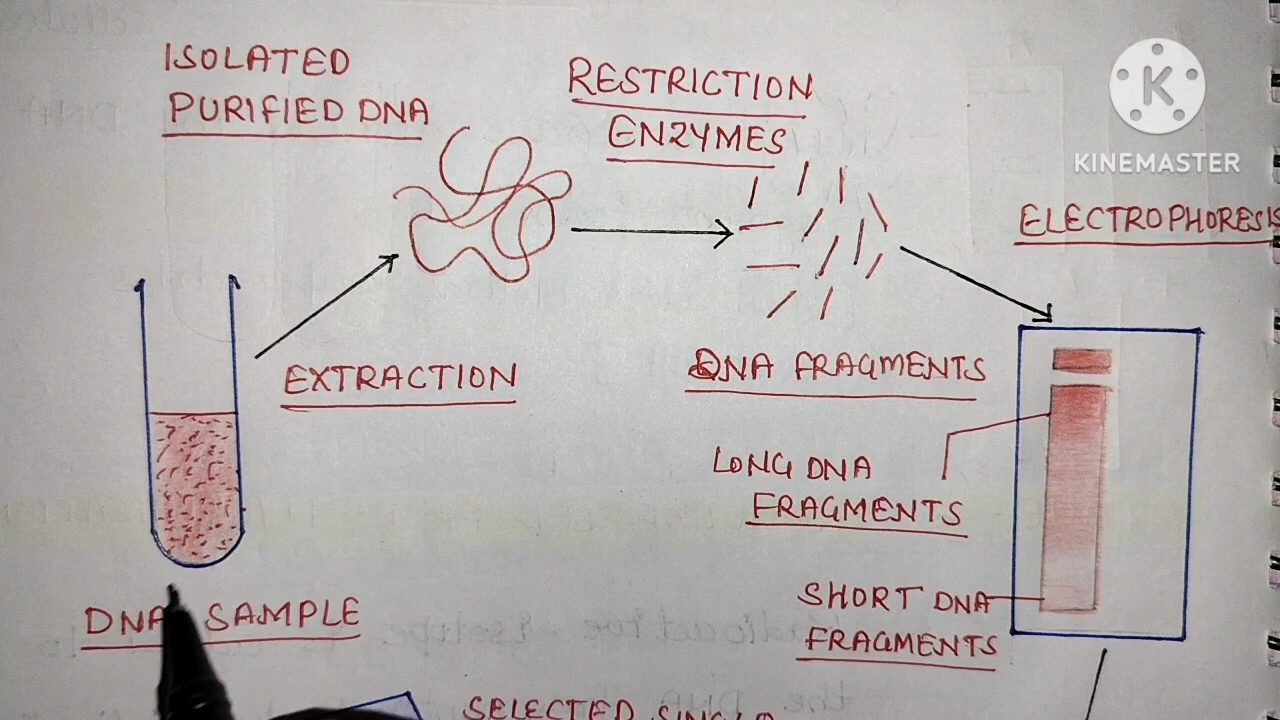 ISOLATED
PURIFIED DNA
RESTRICTION
ENZYMES
KINEMASTER
ELECTROPHORESIS
EXTRACTION
DNA FRAGMENTS
LONG DNA
FRAGMENTS
SHORT DNA
FRAGMENTS
DNA SAMPLE
SELECTED